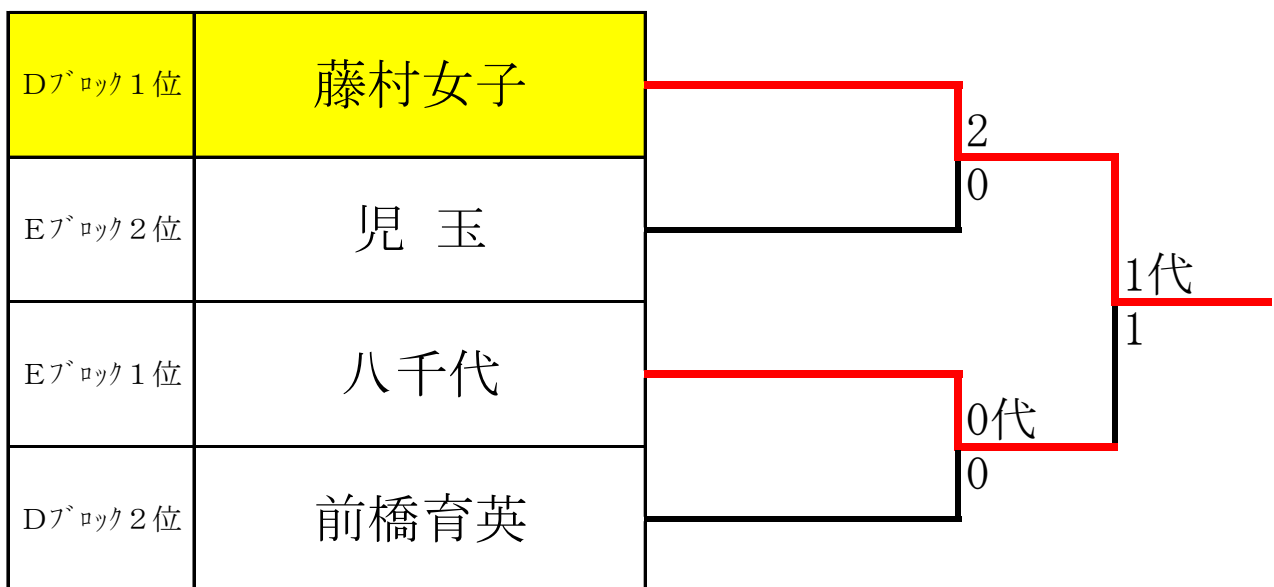 Dﾌﾞﾛｯｸ１位 藤村女子
2
0
Eﾌﾞﾛｯｸ２位 児 玉
1代
1
Eﾌﾞﾛｯｸ１位 八千代
0代
0
Dﾌﾞﾛｯｸ２位 前橋育英